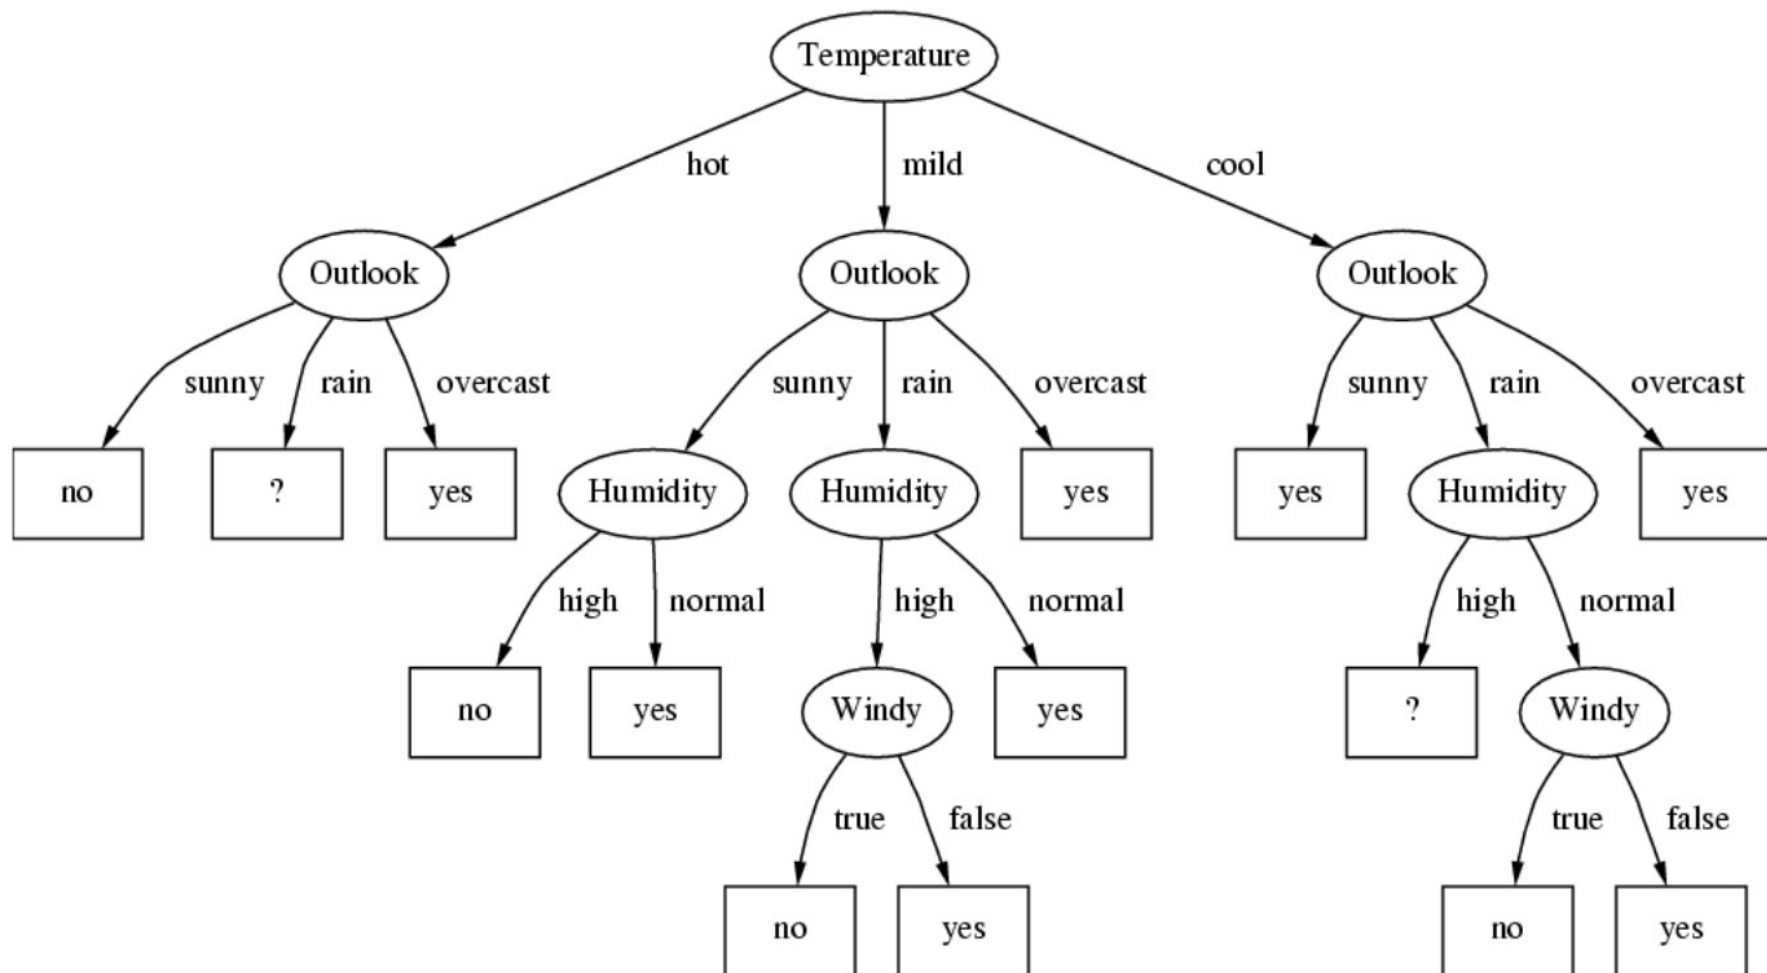 Temperature
hot mild cool
Outlook Outlook Outlook
sunny rain overcast sunny rain overcast sunny rain overcast
no ? yes Humidity Humidity yes yes Humidity yes
high normal high normal high normal
no yes Windy yes ? Windy
true false true false
no yes no yes